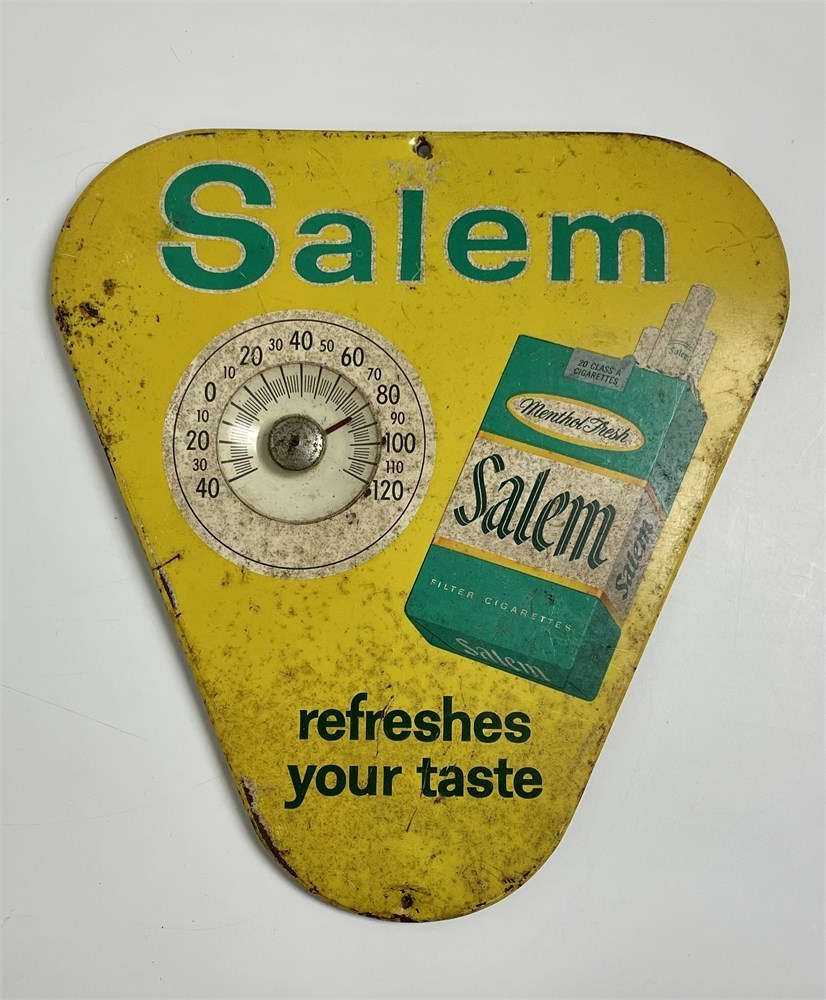 Salem
40 30 20 10 0 10 20 30 40 50 60 70 80 90 100 110 120
20 CLASS A
CIGARETTES
Salem
Menthol Fresh
Salem
Salem
FILTER CIGARETTES
Salem
refreshes
your taste